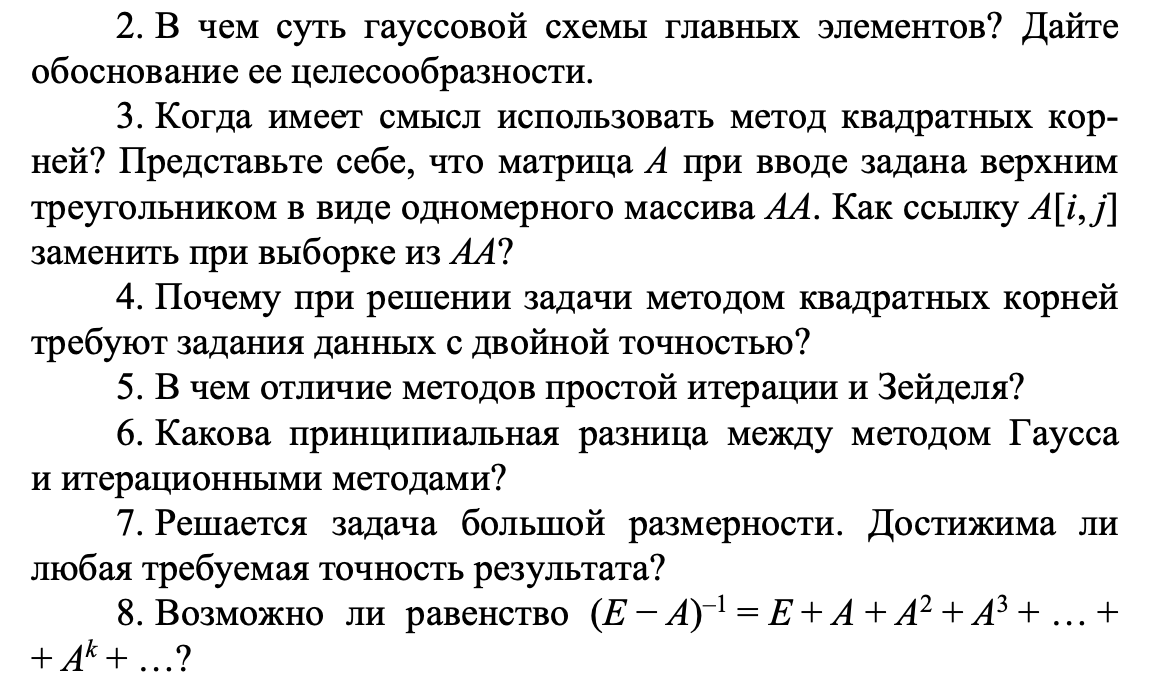 2. В чем суть гауссовой схемы главных элементов? Дайте
обоснование ее целесообразности.
3. Когда имеет смысл использовать метод квадратных кор-
ней? Представьте себе, что матрица A при вводе задана верхним
треугольником в виде одномерного массива AA. Как ссылку A[i, j]
заменить при выборке из AA?
4. Почему при решении задачи методом квадратных корней
требуют задания данных с двойной точностью?
5. В чем отличие методов простой итерации и Зейделя?
6. Какова принципиальная разница между методом Гаусса
и итерационными методами?
7. Решается задача большой размерности. Достижима ли
любая требуемая точность результата?
8. Возможно ли равенство (E – A)⁻¹ = E + A + A² + A³ + … +
+ Aᵏ + …?